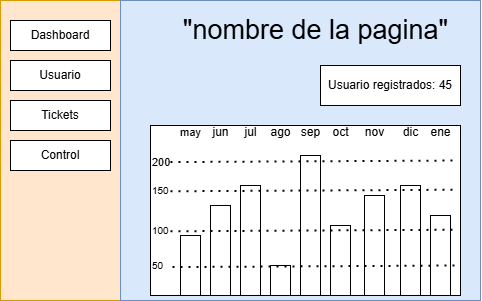 Dashboard
Usuario
Tickets
Control
"nombre de la pagina"
Usuario registrados: 45
may jun jul ago sep oct nov dic ene
200
150
100
50